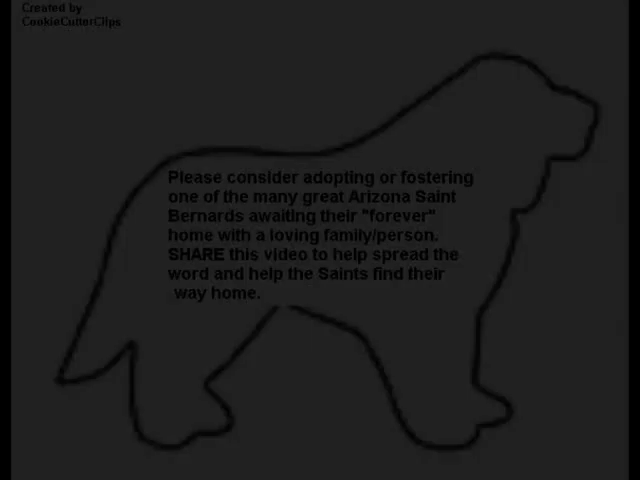 Created by
CookieCutterClips
Please consider adopting or fostering
one of the many great Arizona Saint
Bernards awaiting their "forever"
home with a loving family/person.
SHARE this video to help spread the
word and help the Saints find their
way home.